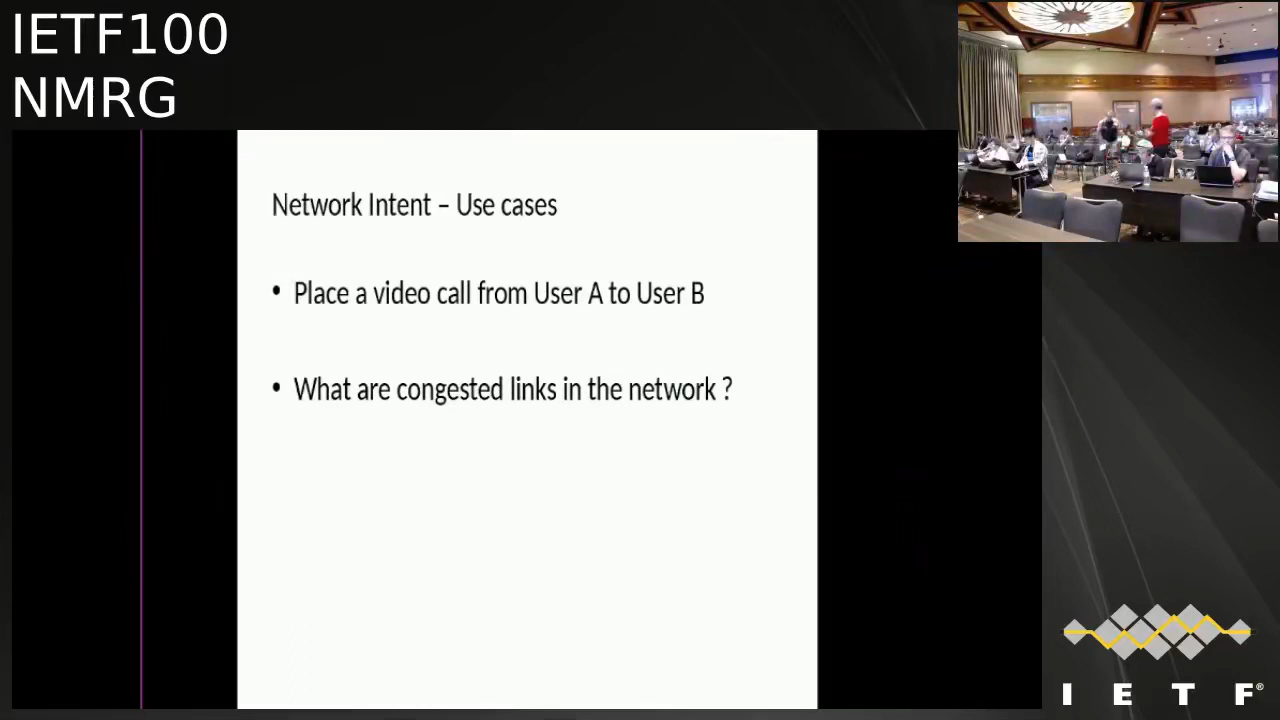 IETF100
NMRG
Network Intent – Use cases
• Place a video call from User A to User B
• What are congested links in the network ?
I E T F®